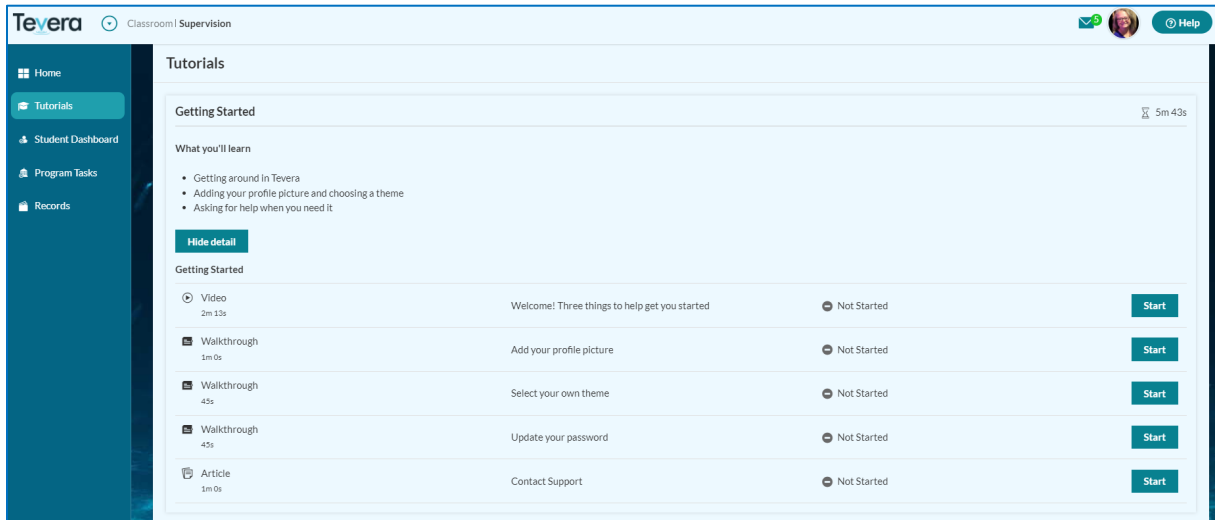 Tevera
Classroom | Supervision
5
Help
Home
Tutorials
Student Dashboard
Program Tasks
Records
Tutorials
Getting Started
5m 43s
What you'll learn
Getting around in Tevera
Adding your profile picture and choosing a theme
Asking for help when you need it
Hide detail
Getting Started
Video
2m 13s
Welcome! Three things to help get you started
Not Started
Start
Walkthrough
1m 0s
Add your profile picture
Not Started
Start
Walkthrough
45s
Select your own theme
Not Started
Start
Walkthrough
45s
Update your password
Not Started
Start
Article
1m 0s
Contact Support
Not Started
Start